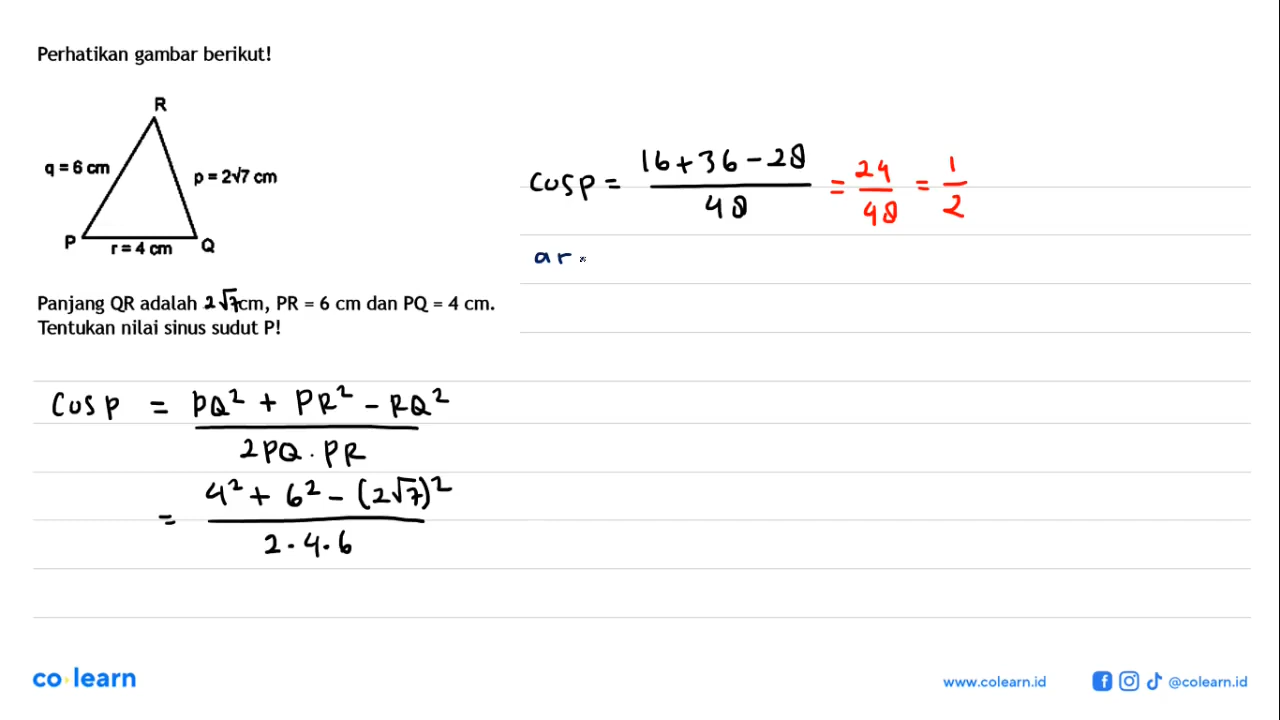 Perhatikan gambar berikut!
R
q = 6 cm
p = 2√7 cm
P
r = 4 cm
Q
Panjang QR adalah 2√7cm, PR = 6 cm dan PQ = 4 cm.
Tentukan nilai sinus sudut P!
Cos p = PQ² + PR² - RQ²
2PQ . PR
= 4² + 6² - (2√7)²
2 . 4 . 6
Cos p = 16 + 36 - 28 = 24 = 1
48 48 2
ar
co learn
www.colearn.id
@colearn.id